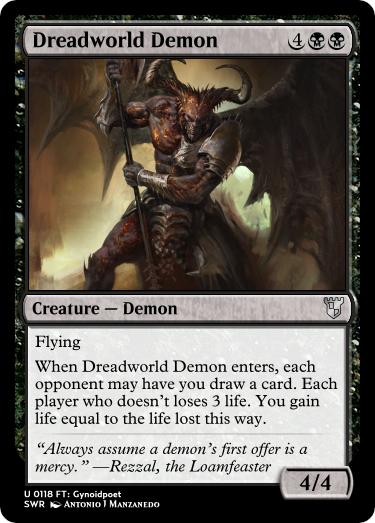 Dreadworld Demon 4
Creature — Demon
Flying
When Dreadworld Demon enters, each
opponent may have you draw a card. Each
player who doesn't loses 3 life. You gain
life equal to the life lost this way.
“Always assume a demon's first offer is a
mercy.” —Rezzal, the Loamfeaster
4/4
U 0118 FT: Gynoidpoet
SWR Antonio J Manzanedo